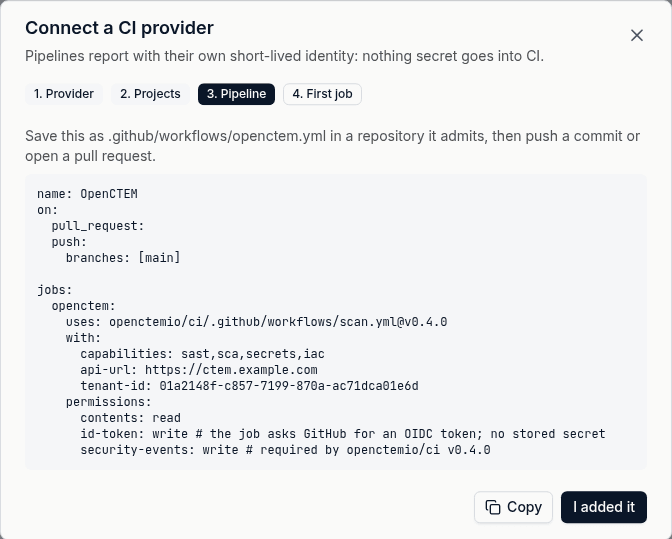 Connect a CI provider
Pipelines report with their own short-lived identity: nothing secret goes into CI.
1. Provider
2. Projects
3. Pipeline
4. First job
Save this as .github/workflows/openctem.yml in a repository it admits, then push a commit or
open a pull request.
name: OpenCTEM
on:
  pull_request:
  push:
    branches: [main]

jobs:
  openctem:
    uses: openctemio/ci/.github/workflows/scan.yml@v0.4.0
    with:
      capabilities: sast,sca,secrets,iac
      api-url: https://ctem.example.com
      tenant-id: 01a2148f-c857-7199-870a-ac71dca01e6d
    permissions:
      contents: read
      id-token: write # the job asks GitHub for an OIDC token; no stored secret
      security-events: write # required by openctemio/ci v0.4.0
Copy
I added it